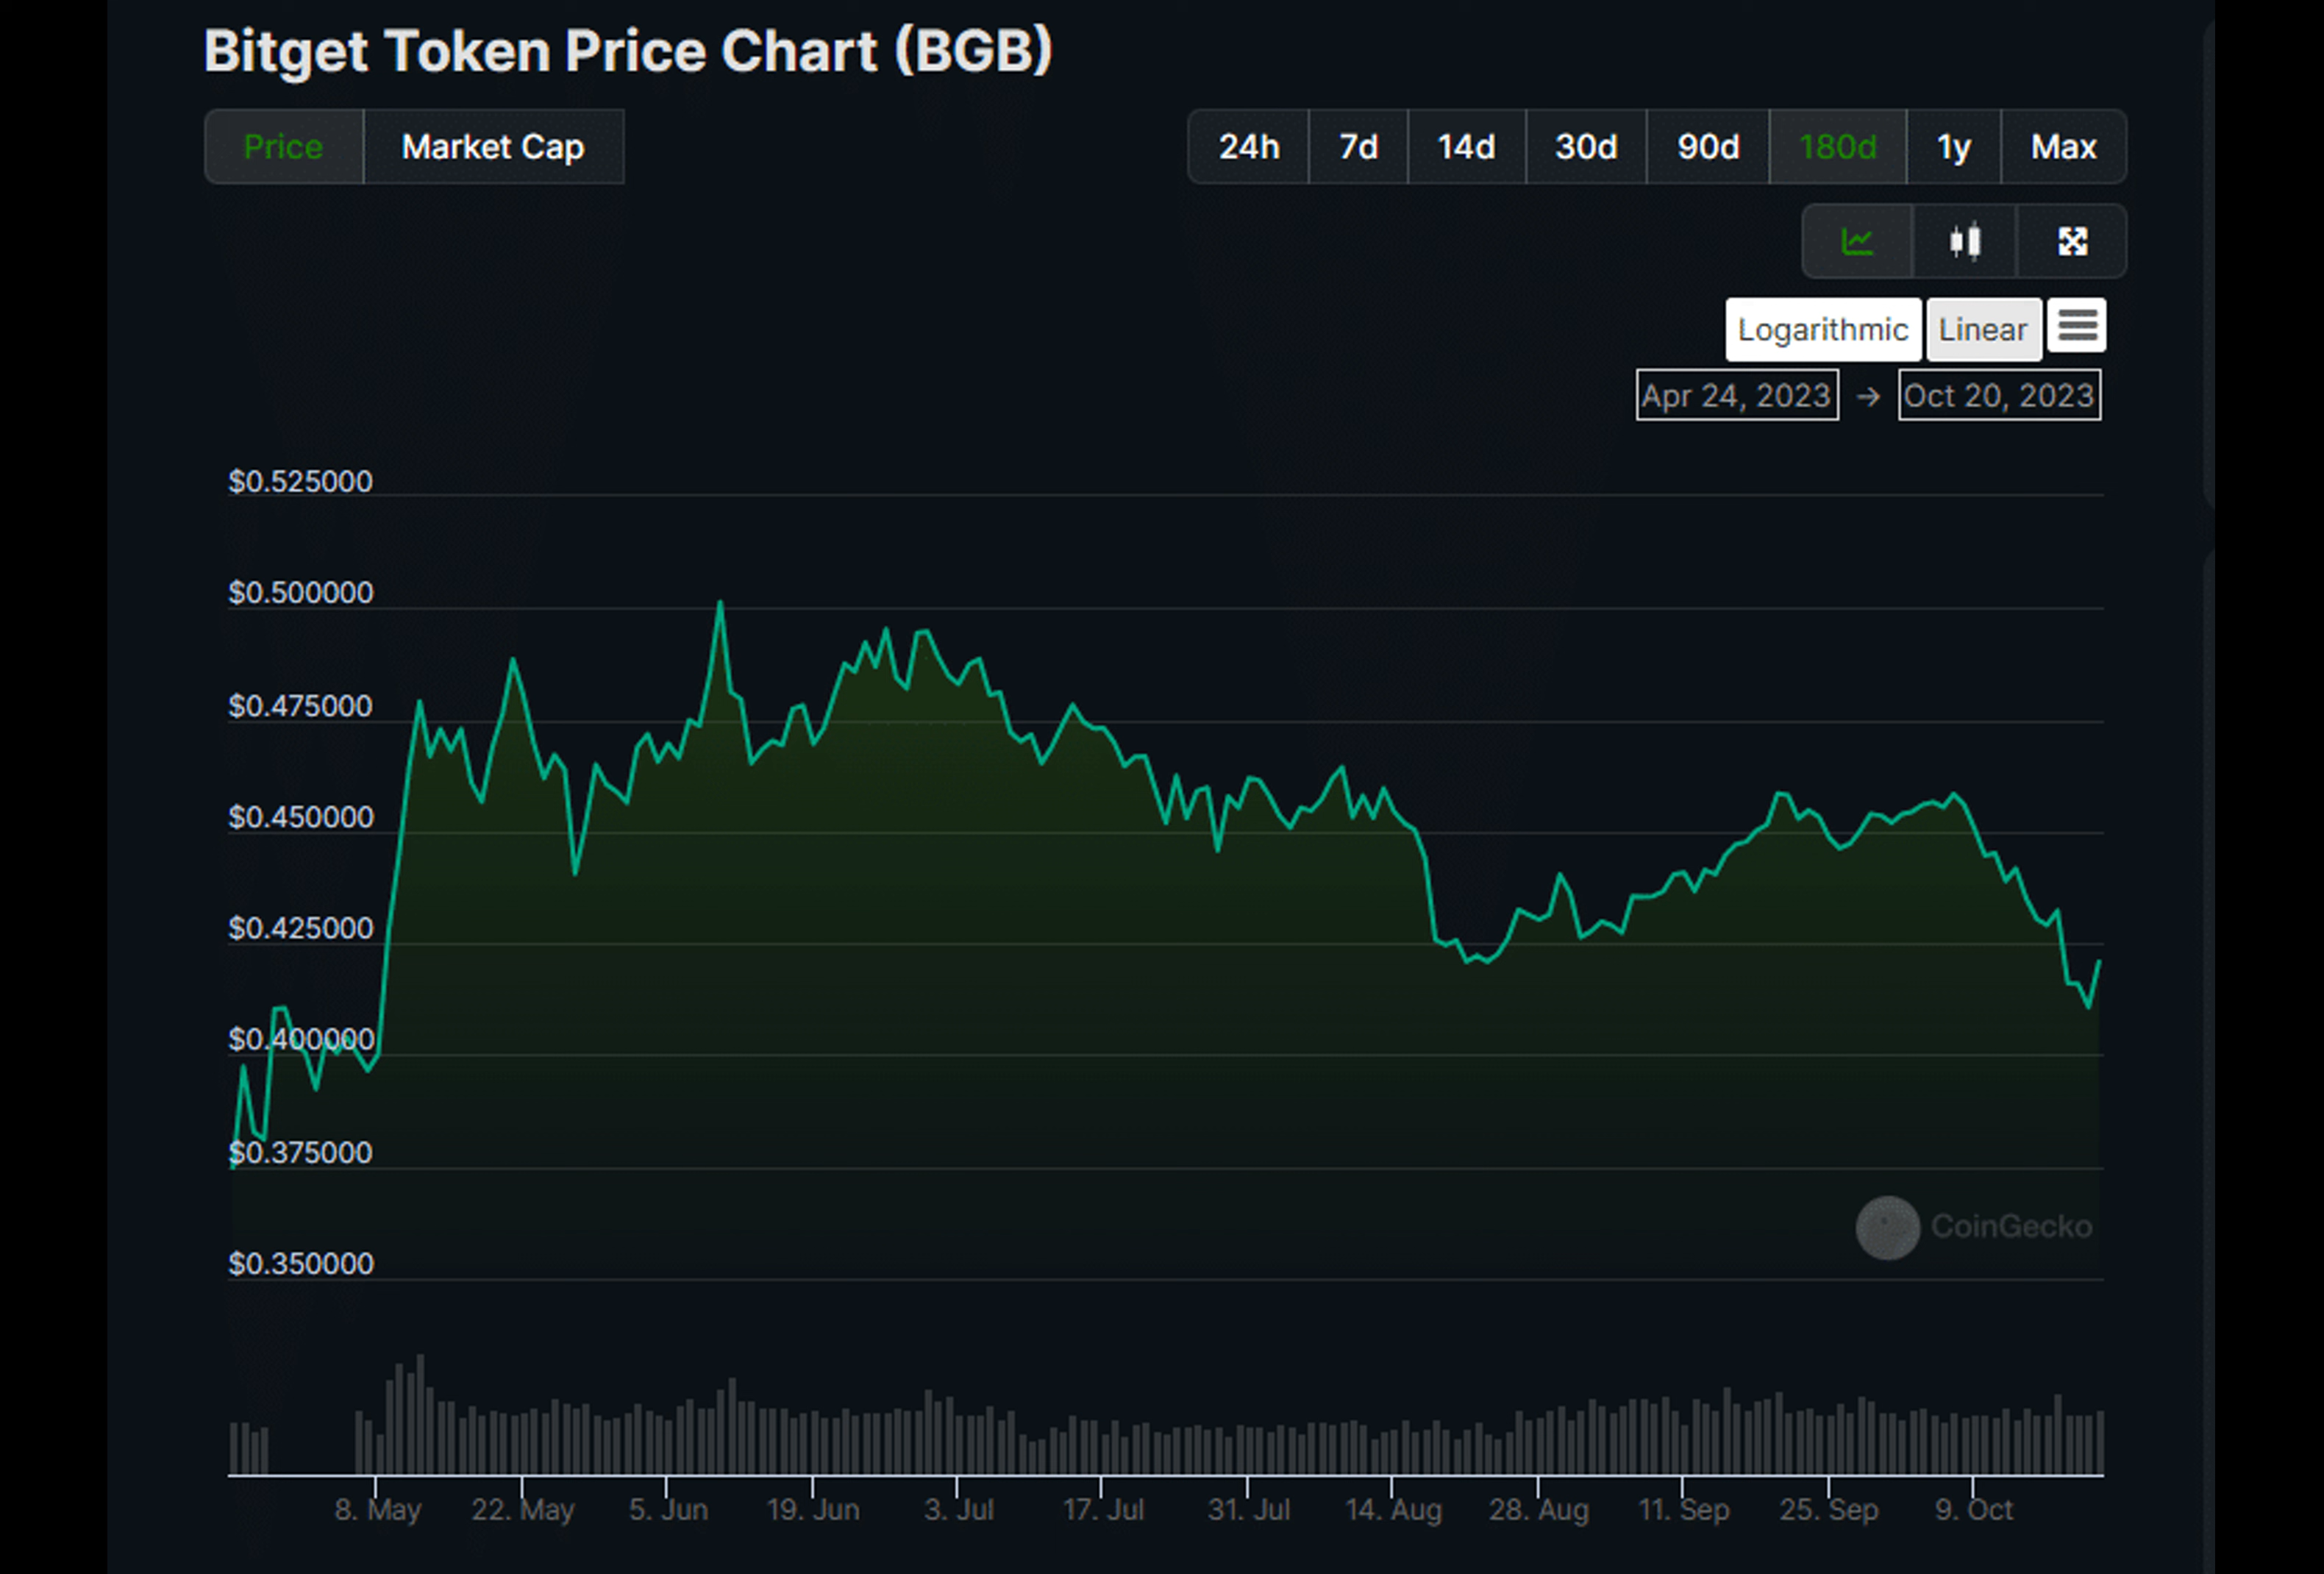 Bitget Token Price Chart (BGB)
Price Market Cap 24h 7d 14d 30d 90d 180d 1y Max
Logarithmic Linear
Apr 24, 2023 → Oct 20, 2023
$0.525000
$0.500000
$0.475000
$0.450000
$0.425000
$0.400000
$0.375000
CoinGecko
$0.350000
8. May 22. May 5. Jun 19. Jun 3. Jul 17. Jul 31. Jul 14. Aug 28. Aug 11. Sep 25. Sep 9. Oct